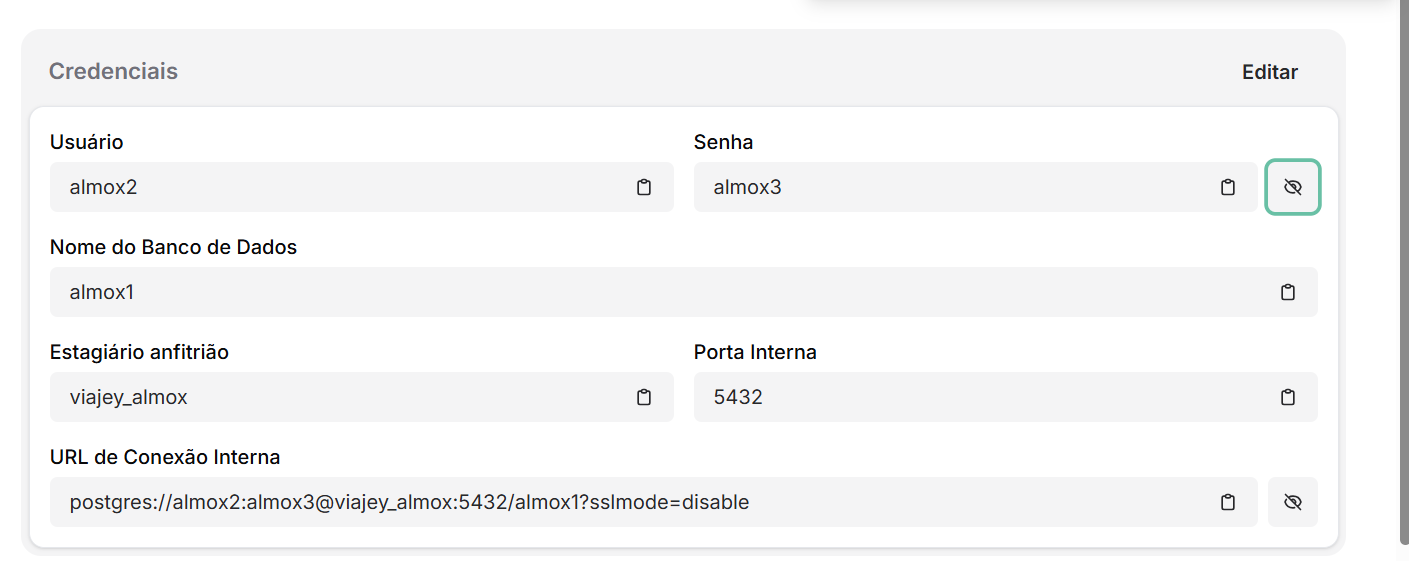 Credenciais
Editar
Usuário
Senha
almox2
almox3
Nome do Banco de Dados
almox1
Estagiário anfitrião
Porta Interna
viajey_almox
5432
URL de Conexão Interna
postgres://almox2:almox3@viajey_almox:5432/almox1?sslmode=disable